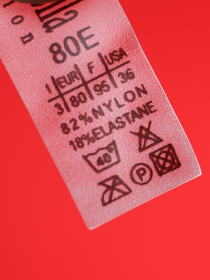 80E
I EUR F USA
3 80 95 36
82% NYLON
18% ELASTANE
40
P